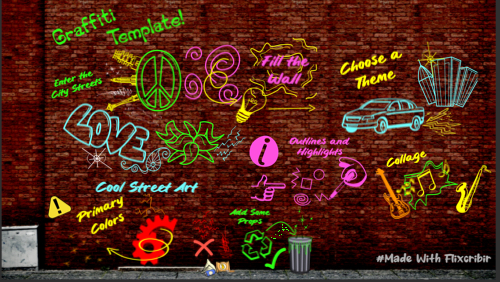 Graffiti
Template!
Enter the
City Streets
Fill the
Wall
Choose a
Theme
LOVE
i
Outlines and
Highlights
Collage
Cool Street Art
Primary
Colors
Add Some
Props
#Made With Flixcribir